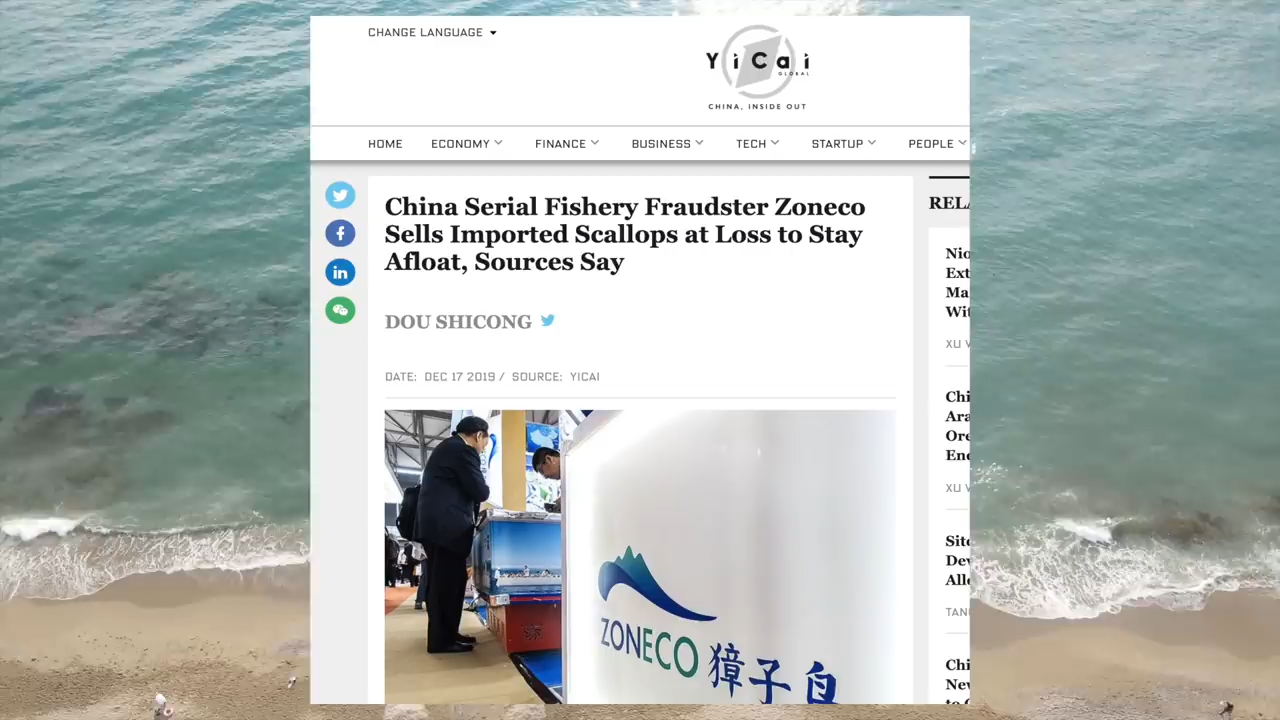 CHANGE LANGUAGE
YiCai
GLOBAL
CHINA, INSIDE OUT
HOME
ECONOMY
FINANCE
BUSINESS
TECH
STARTUP
PEOPLE
China Serial Fishery Fraudster Zoneco
Sells Imported Scallops at Loss to Stay
Afloat, Sources Say
DOU SHICONG
DATE: DEC 17 2019 / SOURCE: YICAI
ZONECO 獐子
Nio